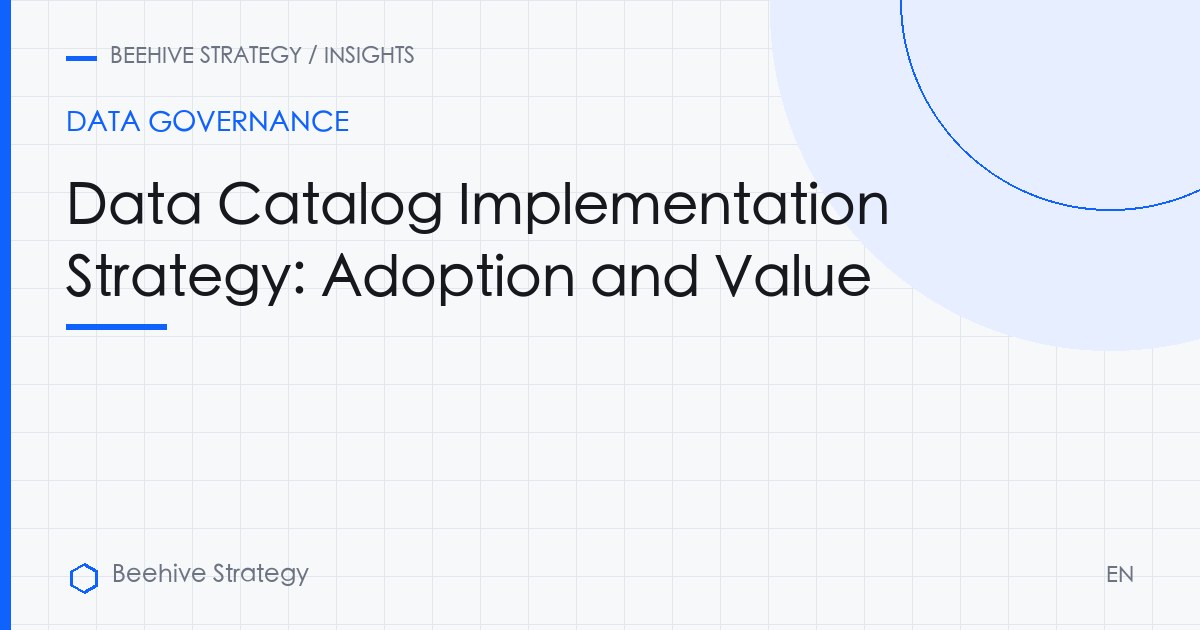 BEEHIVE STRATEGY / INSIGHTS
DATA GOVERNANCE
Data Catalog Implementation
Strategy: Adoption and Value
Beehive Strategy
EN